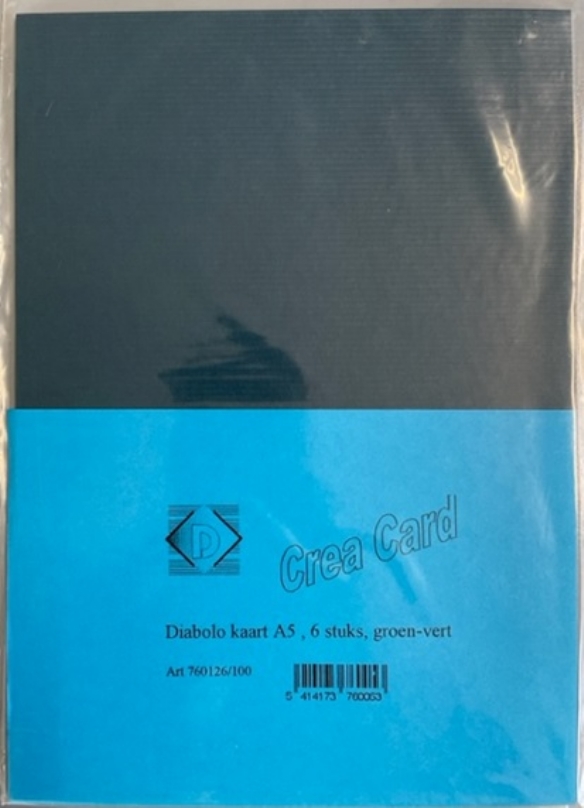 D
Crea Card
Diabolo kaart A5 , 6 stuks, groen-vert
Art 760126/100
5 414173 760053